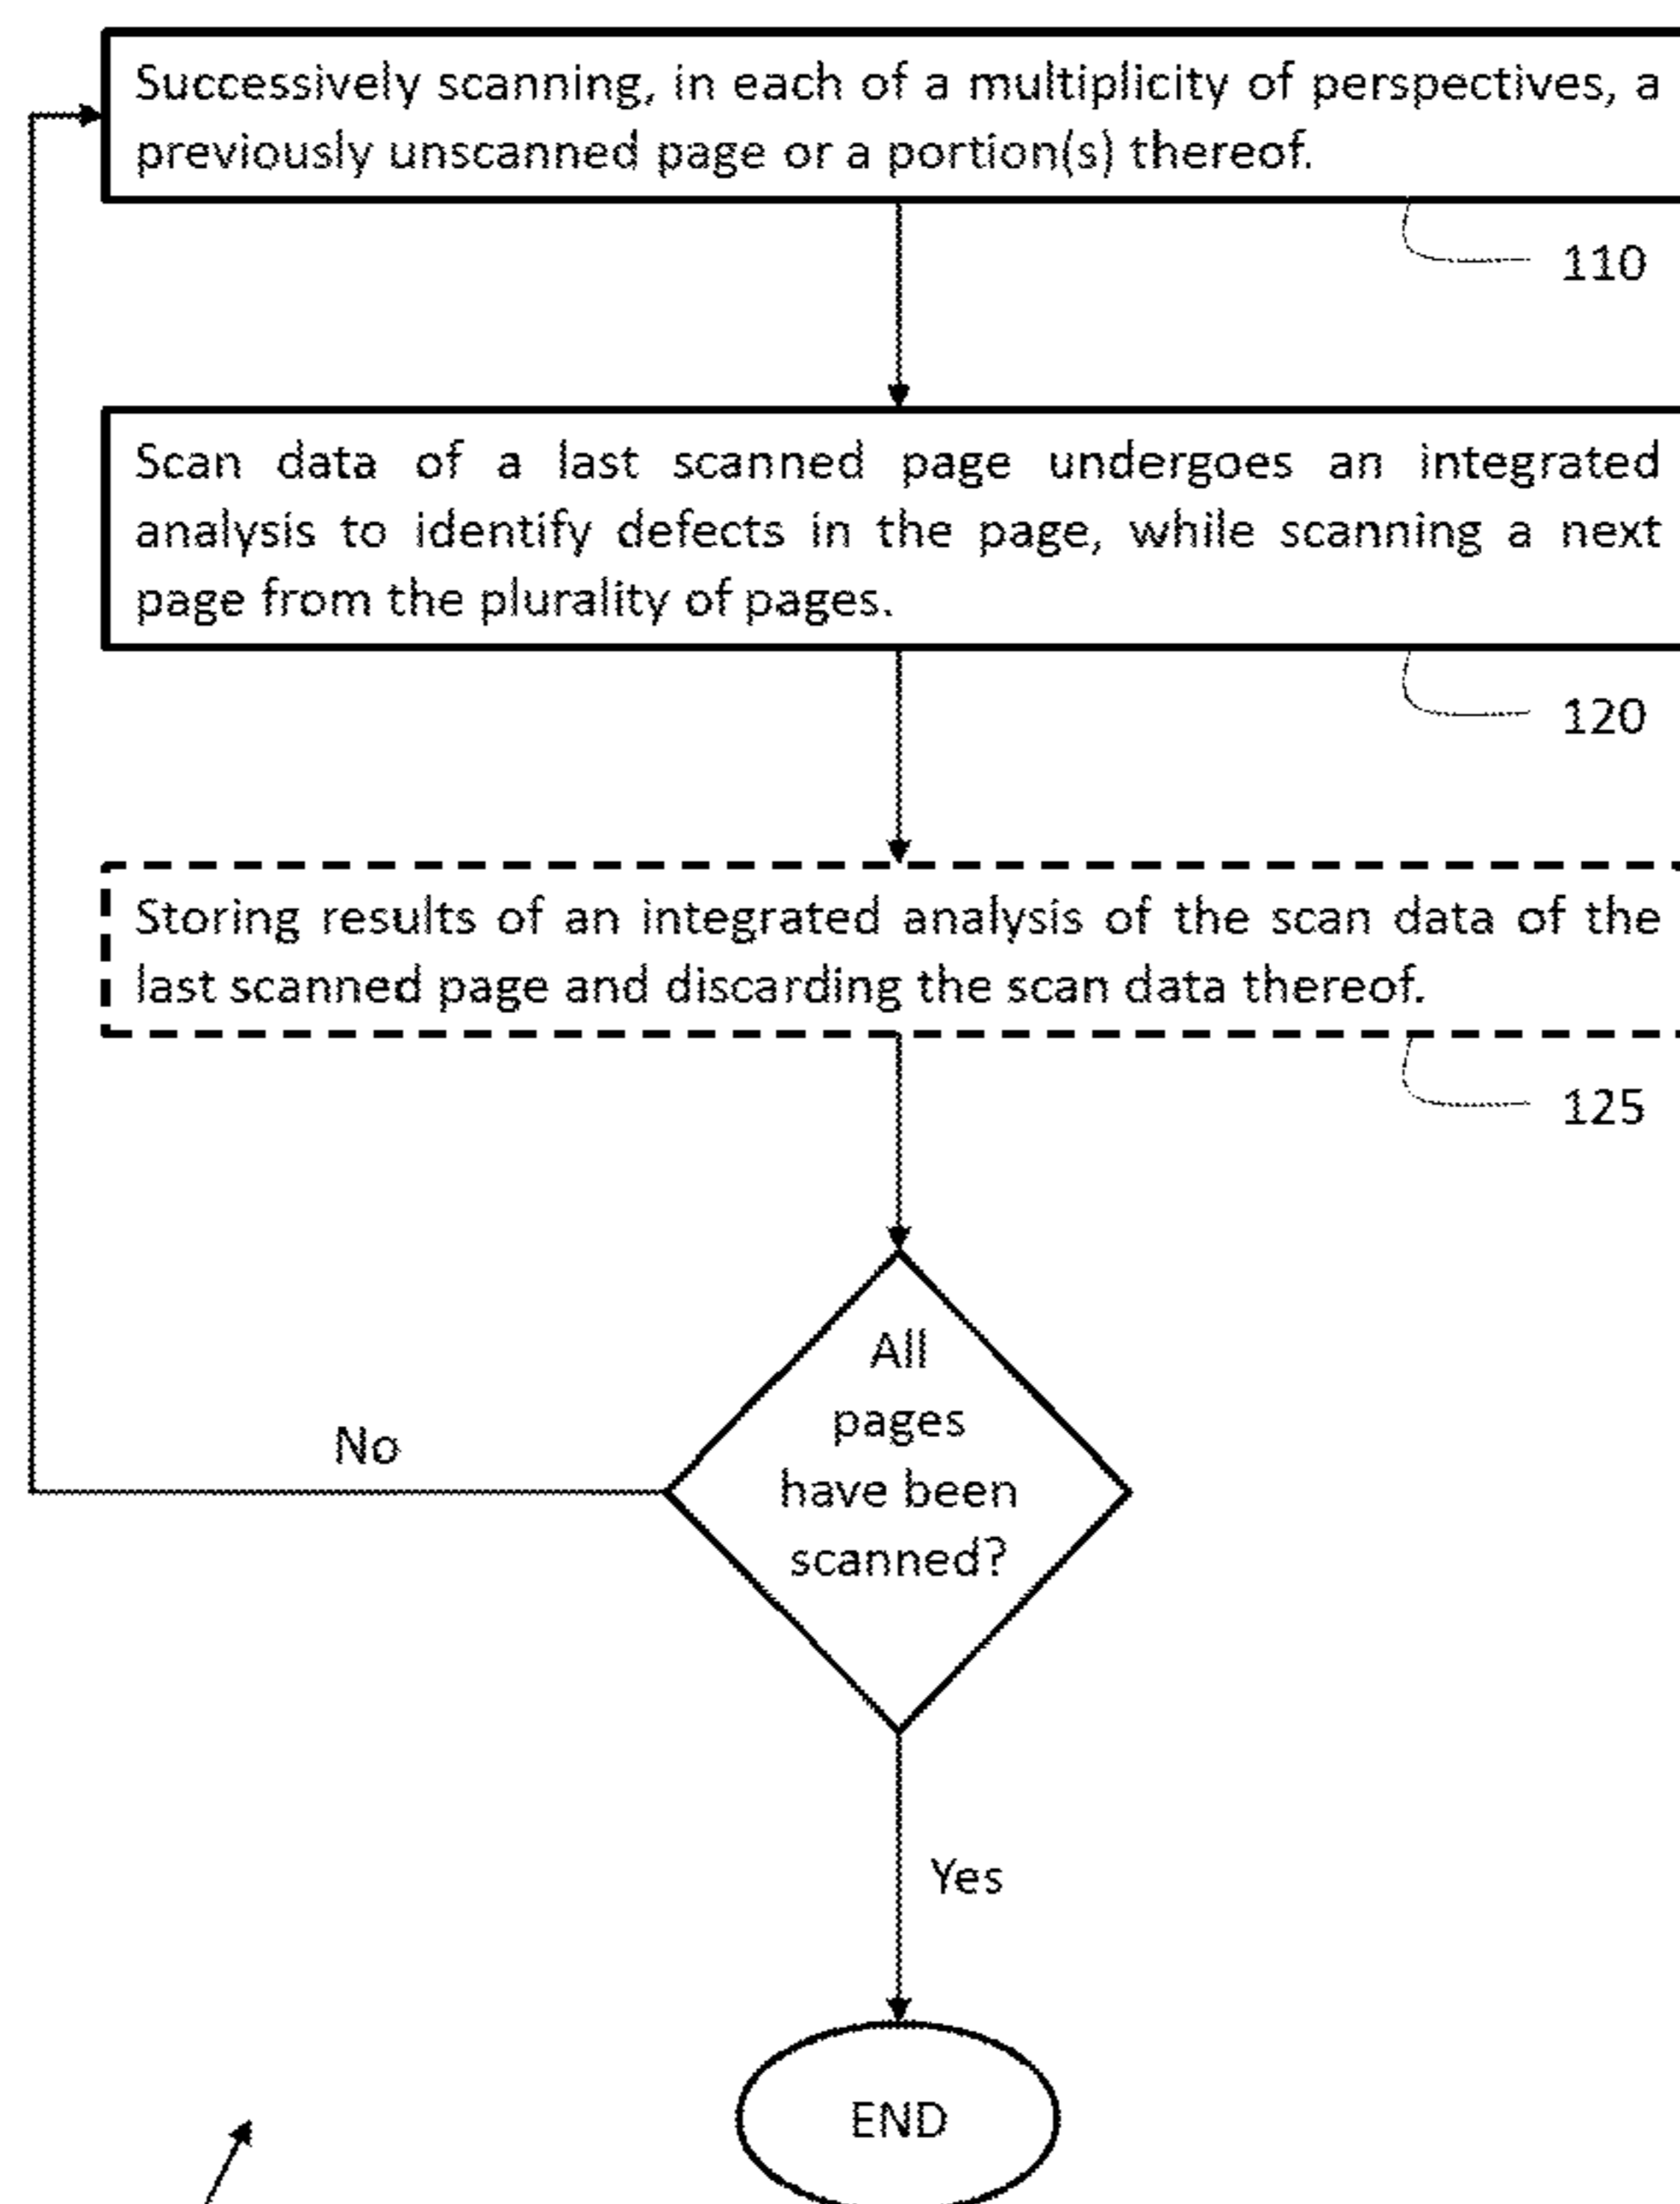 Successively scanning, in each of a multiplicity of perspectives, a
previously unscanned page or a portion(s) thereof.
110
Scan data of a last scanned page undergoes an integrated
analysis to identify defects in the page, while scanning a next
page from the plurality of pages.
120
Storing results of an integrated analysis of the scan data of the
last scanned page and discarding the scan data thereof.
125
All
pages
have been
scanned?
No
Yes
END